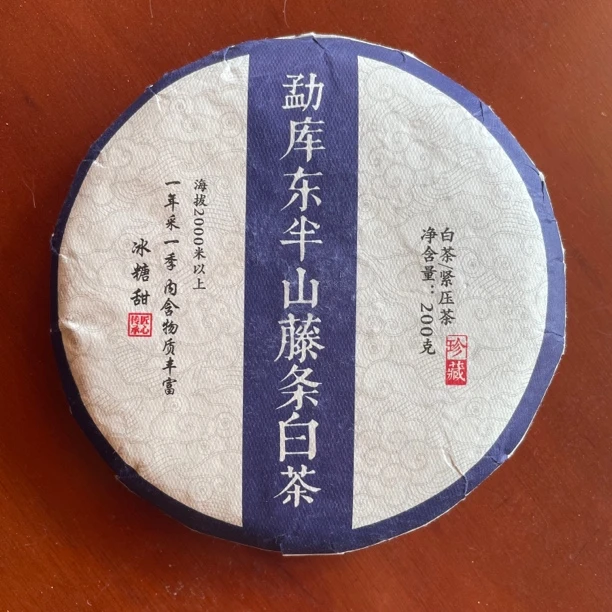 勐库东半山藤条白茶
白茶/紧压茶
净含量：200克
珍藏
海拔2000米以上
一年采一季 内含物质丰富
冰糖甜
匠心
传承